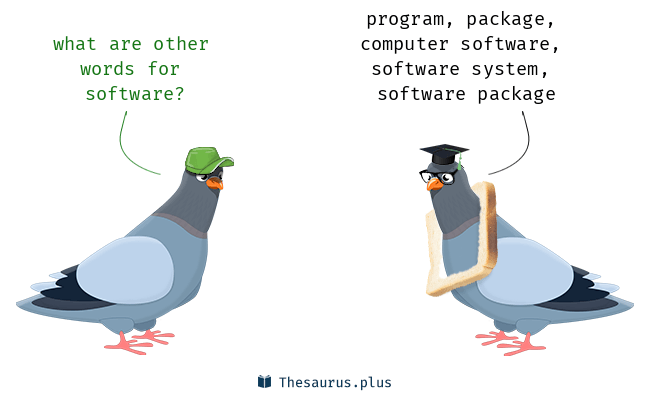 what are other
words for
software?
program, package,
computer software,
software system,
software package
Thesaurus.plus